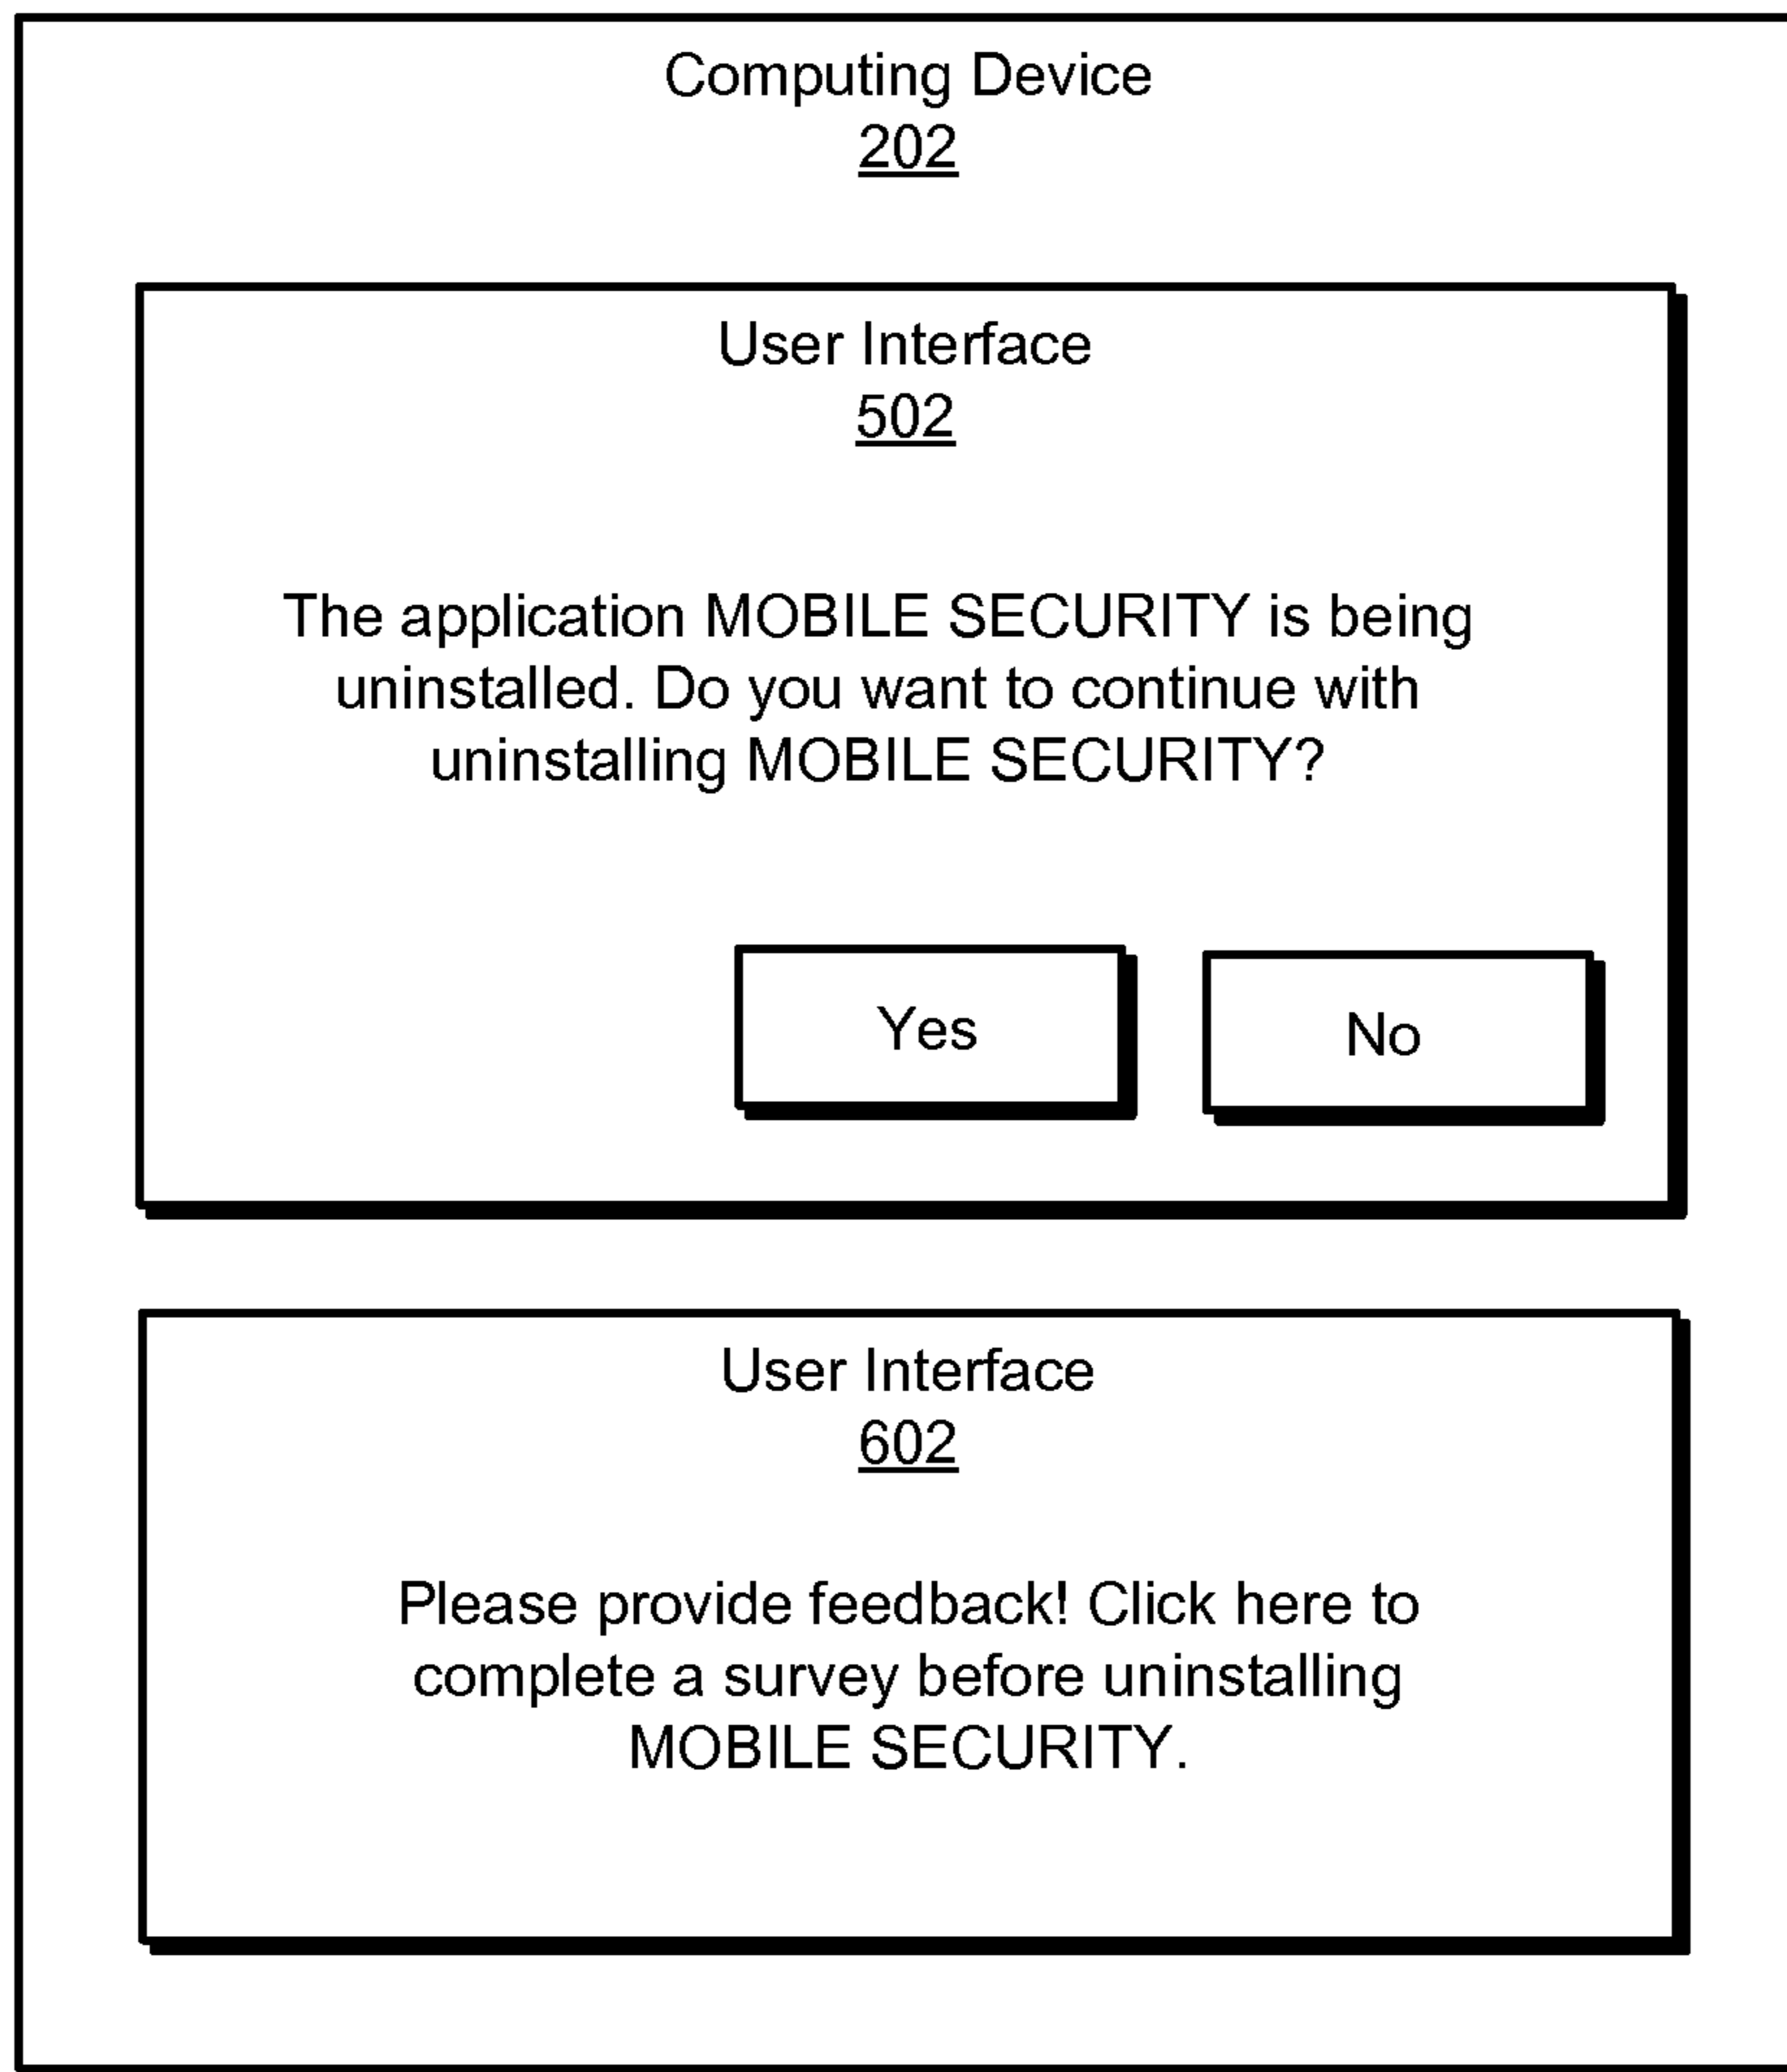 Computing Device
202
User Interface
502
The application MOBILE SECURITY is being
uninstalled. Do you want to continue with
uninstalling MOBILE SECURITY?
Yes
No
User Interface
602
Please provide feedback! Click here to
complete a survey before uninstalling
MOBILE SECURITY.